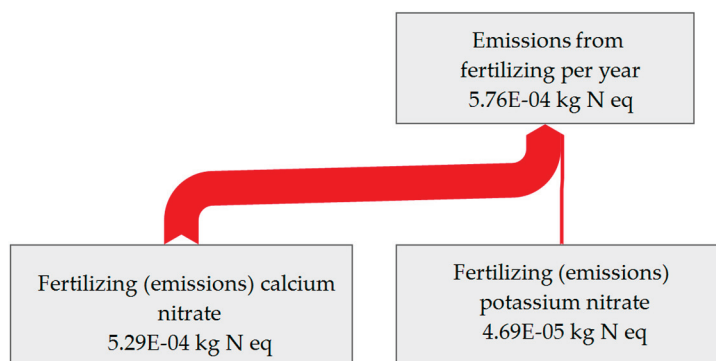 Emissions from
fertilizing per year
5.76E-04 kg N eq
Fertilizing (emissions) calcium
nitrate
5.29E-04 kg N eq
Fertilizing (emissions)
potassium nitrate
4.69E-05 kg N eq